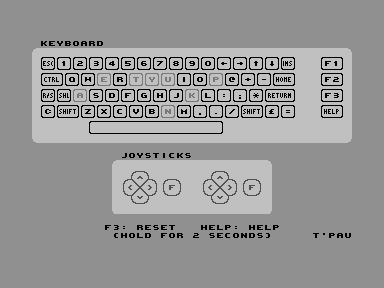 KEYBOARD
ESC 1 2 3 4 5 6 7 8 9 0 ← → ↑ ↓ INS F1
CTRL Q W E R T Y U I O P @ + - HOME F2
R/S SHL A S D F G H J K L : ; * RETURN F3
C SHIFT Z X C V B N M , . / SHIFT £ = HELP
JOYSTICKS
F F
F3: RESET HELP: HELP
(HOLD FOR 2 SECONDS) T'PAU